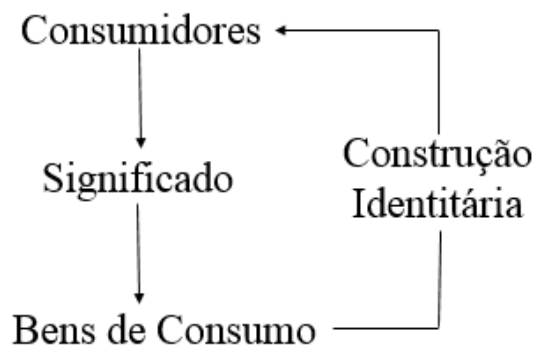 Consumidores
Significado
Construção
Identitária
Bens de Consumo